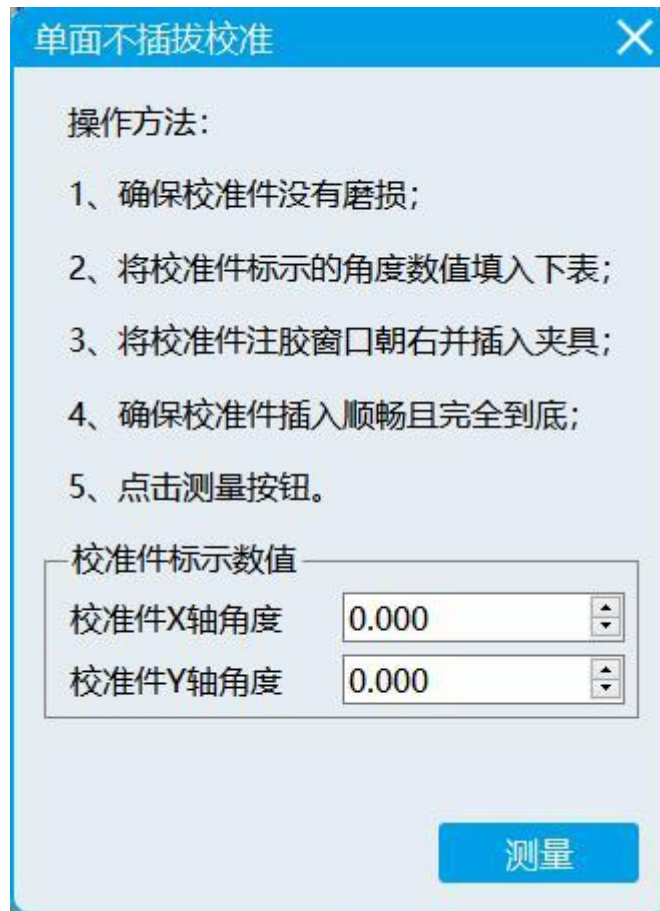 单面不插拔校准
操作方法：
1、确保校准件没有磨损；
2、将校准件标示的角度数值填入下表；
3、将校准件注胶窗口朝右并插入夹具；
4、确保校准件插入顺畅且完全到底；
5、点击测量按钮。
校准件标示数值
校准件X轴角度 0.000
校准件Y轴角度 0.000
测量